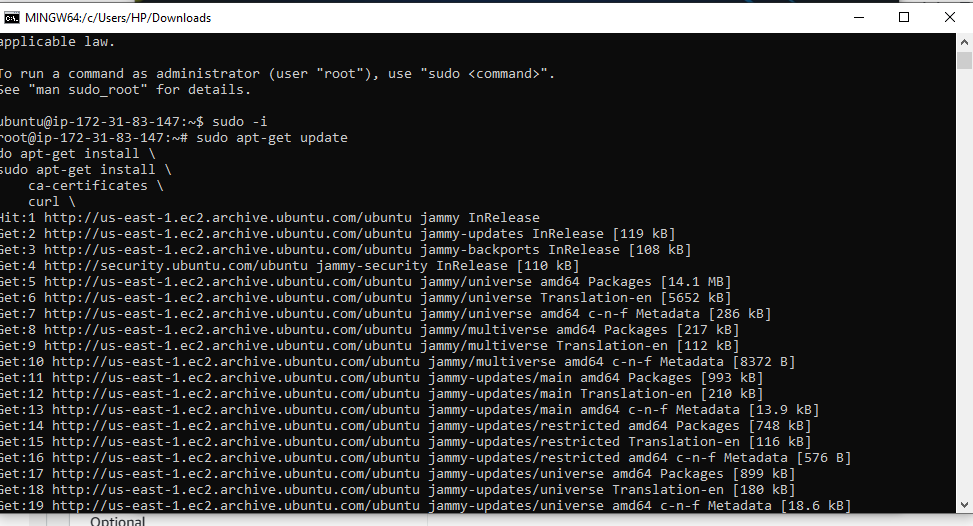 MINGW64:/c/Users/HP/Downloads
applicable law.
To run a command as administrator (user "root"), use "sudo <command>".
See "man sudo_root" for details.
ubuntu@ip-172-31-83-147:~$ sudo -i
root@ip-172-31-83-147:~# sudo apt-get update
do apt-get install \
sudo apt-get install \
    ca-certificates \
    curl \
Hit:1 http://us-east-1.ec2.archive.ubuntu.com/ubuntu jammy InRelease
Get:2 http://us-east-1.ec2.archive.ubuntu.com/ubuntu jammy-updates InRelease [119 kB]
Get:3 http://us-east-1.ec2.archive.ubuntu.com/ubuntu jammy-backports InRelease [108 kB]
Get:4 http://security.ubuntu.com/ubuntu jammy-security InRelease [110 kB]
Get:5 http://us-east-1.ec2.archive.ubuntu.com/ubuntu jammy/universe amd64 Packages [14.1 MB]
Get:6 http://us-east-1.ec2.archive.ubuntu.com/ubuntu jammy/universe Translation-en [5652 kB]
Get:7 http://us-east-1.ec2.archive.ubuntu.com/ubuntu jammy/universe amd64 c-n-f Metadata [286 kB]
Get:8 http://us-east-1.ec2.archive.ubuntu.com/ubuntu jammy/multiverse amd64 Packages [217 kB]
Get:9 http://us-east-1.ec2.archive.ubuntu.com/ubuntu jammy/multiverse Translation-en [112 kB]
Get:10 http://us-east-1.ec2.archive.ubuntu.com/ubuntu jammy/multiverse amd64 c-n-f Metadata [8372 B]
Get:11 http://us-east-1.ec2.archive.ubuntu.com/ubuntu jammy-updates/main amd64 Packages [993 kB]
Get:12 http://us-east-1.ec2.archive.ubuntu.com/ubuntu jammy-updates/main Translation-en [210 kB]
Get:13 http://us-east-1.ec2.archive.ubuntu.com/ubuntu jammy-updates/main amd64 c-n-f Metadata [13.9 kB]
Get:14 http://us-east-1.ec2.archive.ubuntu.com/ubuntu jammy-updates/restricted amd64 Packages [748 kB]
Get:15 http://us-east-1.ec2.archive.ubuntu.com/ubuntu jammy-updates/restricted Translation-en [116 kB]
Get:16 http://us-east-1.ec2.archive.ubuntu.com/ubuntu jammy-updates/restricted amd64 c-n-f Metadata [576 B]
Get:17 http://us-east-1.ec2.archive.ubuntu.com/ubuntu jammy-updates/universe amd64 Packages [899 kB]
Get:18 http://us-east-1.ec2.archive.ubuntu.com/ubuntu jammy-updates/universe Translation-en [180 kB]
Get:19 http://us-east-1.ec2.archive.ubuntu.com/ubuntu jammy-updates/universe amd64 c-n-f Metadata [18.6 kB]
Optional